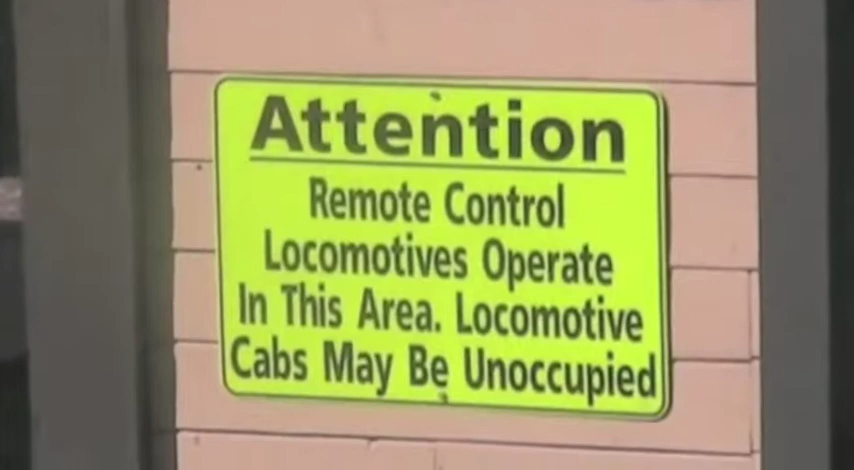 Attention
Remote Control
Locomotives Operate
In This Area. Locomotive
Cabs May Be Unoccupied